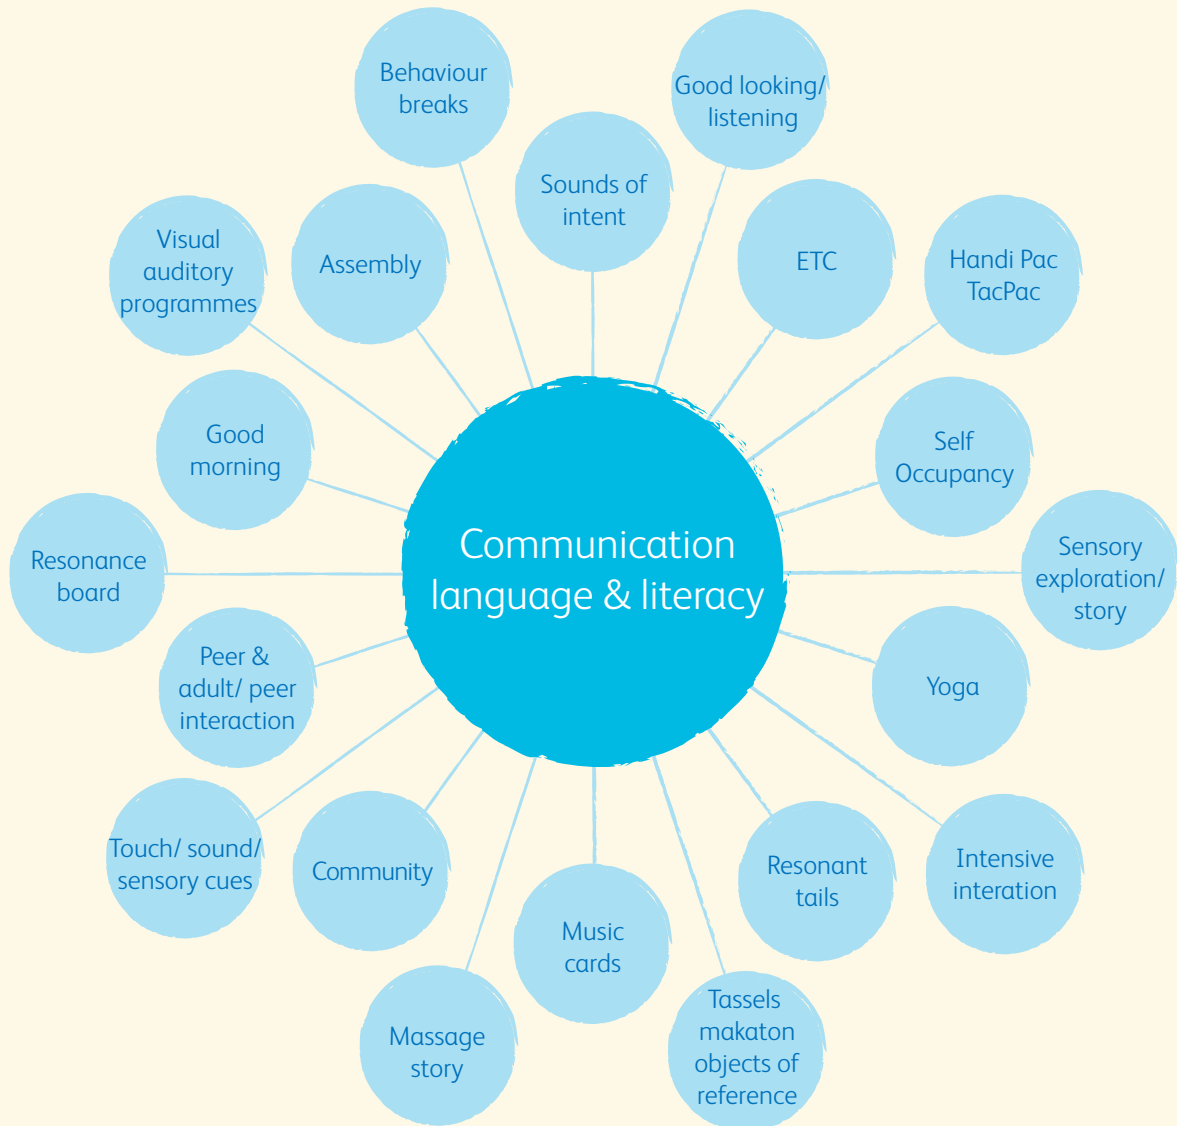 Behaviour
breaks
Good looking/
listening
Sounds of
intent
Visual
auditory
programmes
Assembly
ETC
Handi Pac
TacPac
Good
morning
Self
Occupancy
Communication
language & literacy
Resonance
board
Sensory
exploration/
story
Peer &
adult/ peer
interaction
Yoga
Touch/ sound/
sensory cues
Community
Resonant
tails
Intensive
interation
Music
cards
Massage
story
Tassels
makaton
objects of
reference